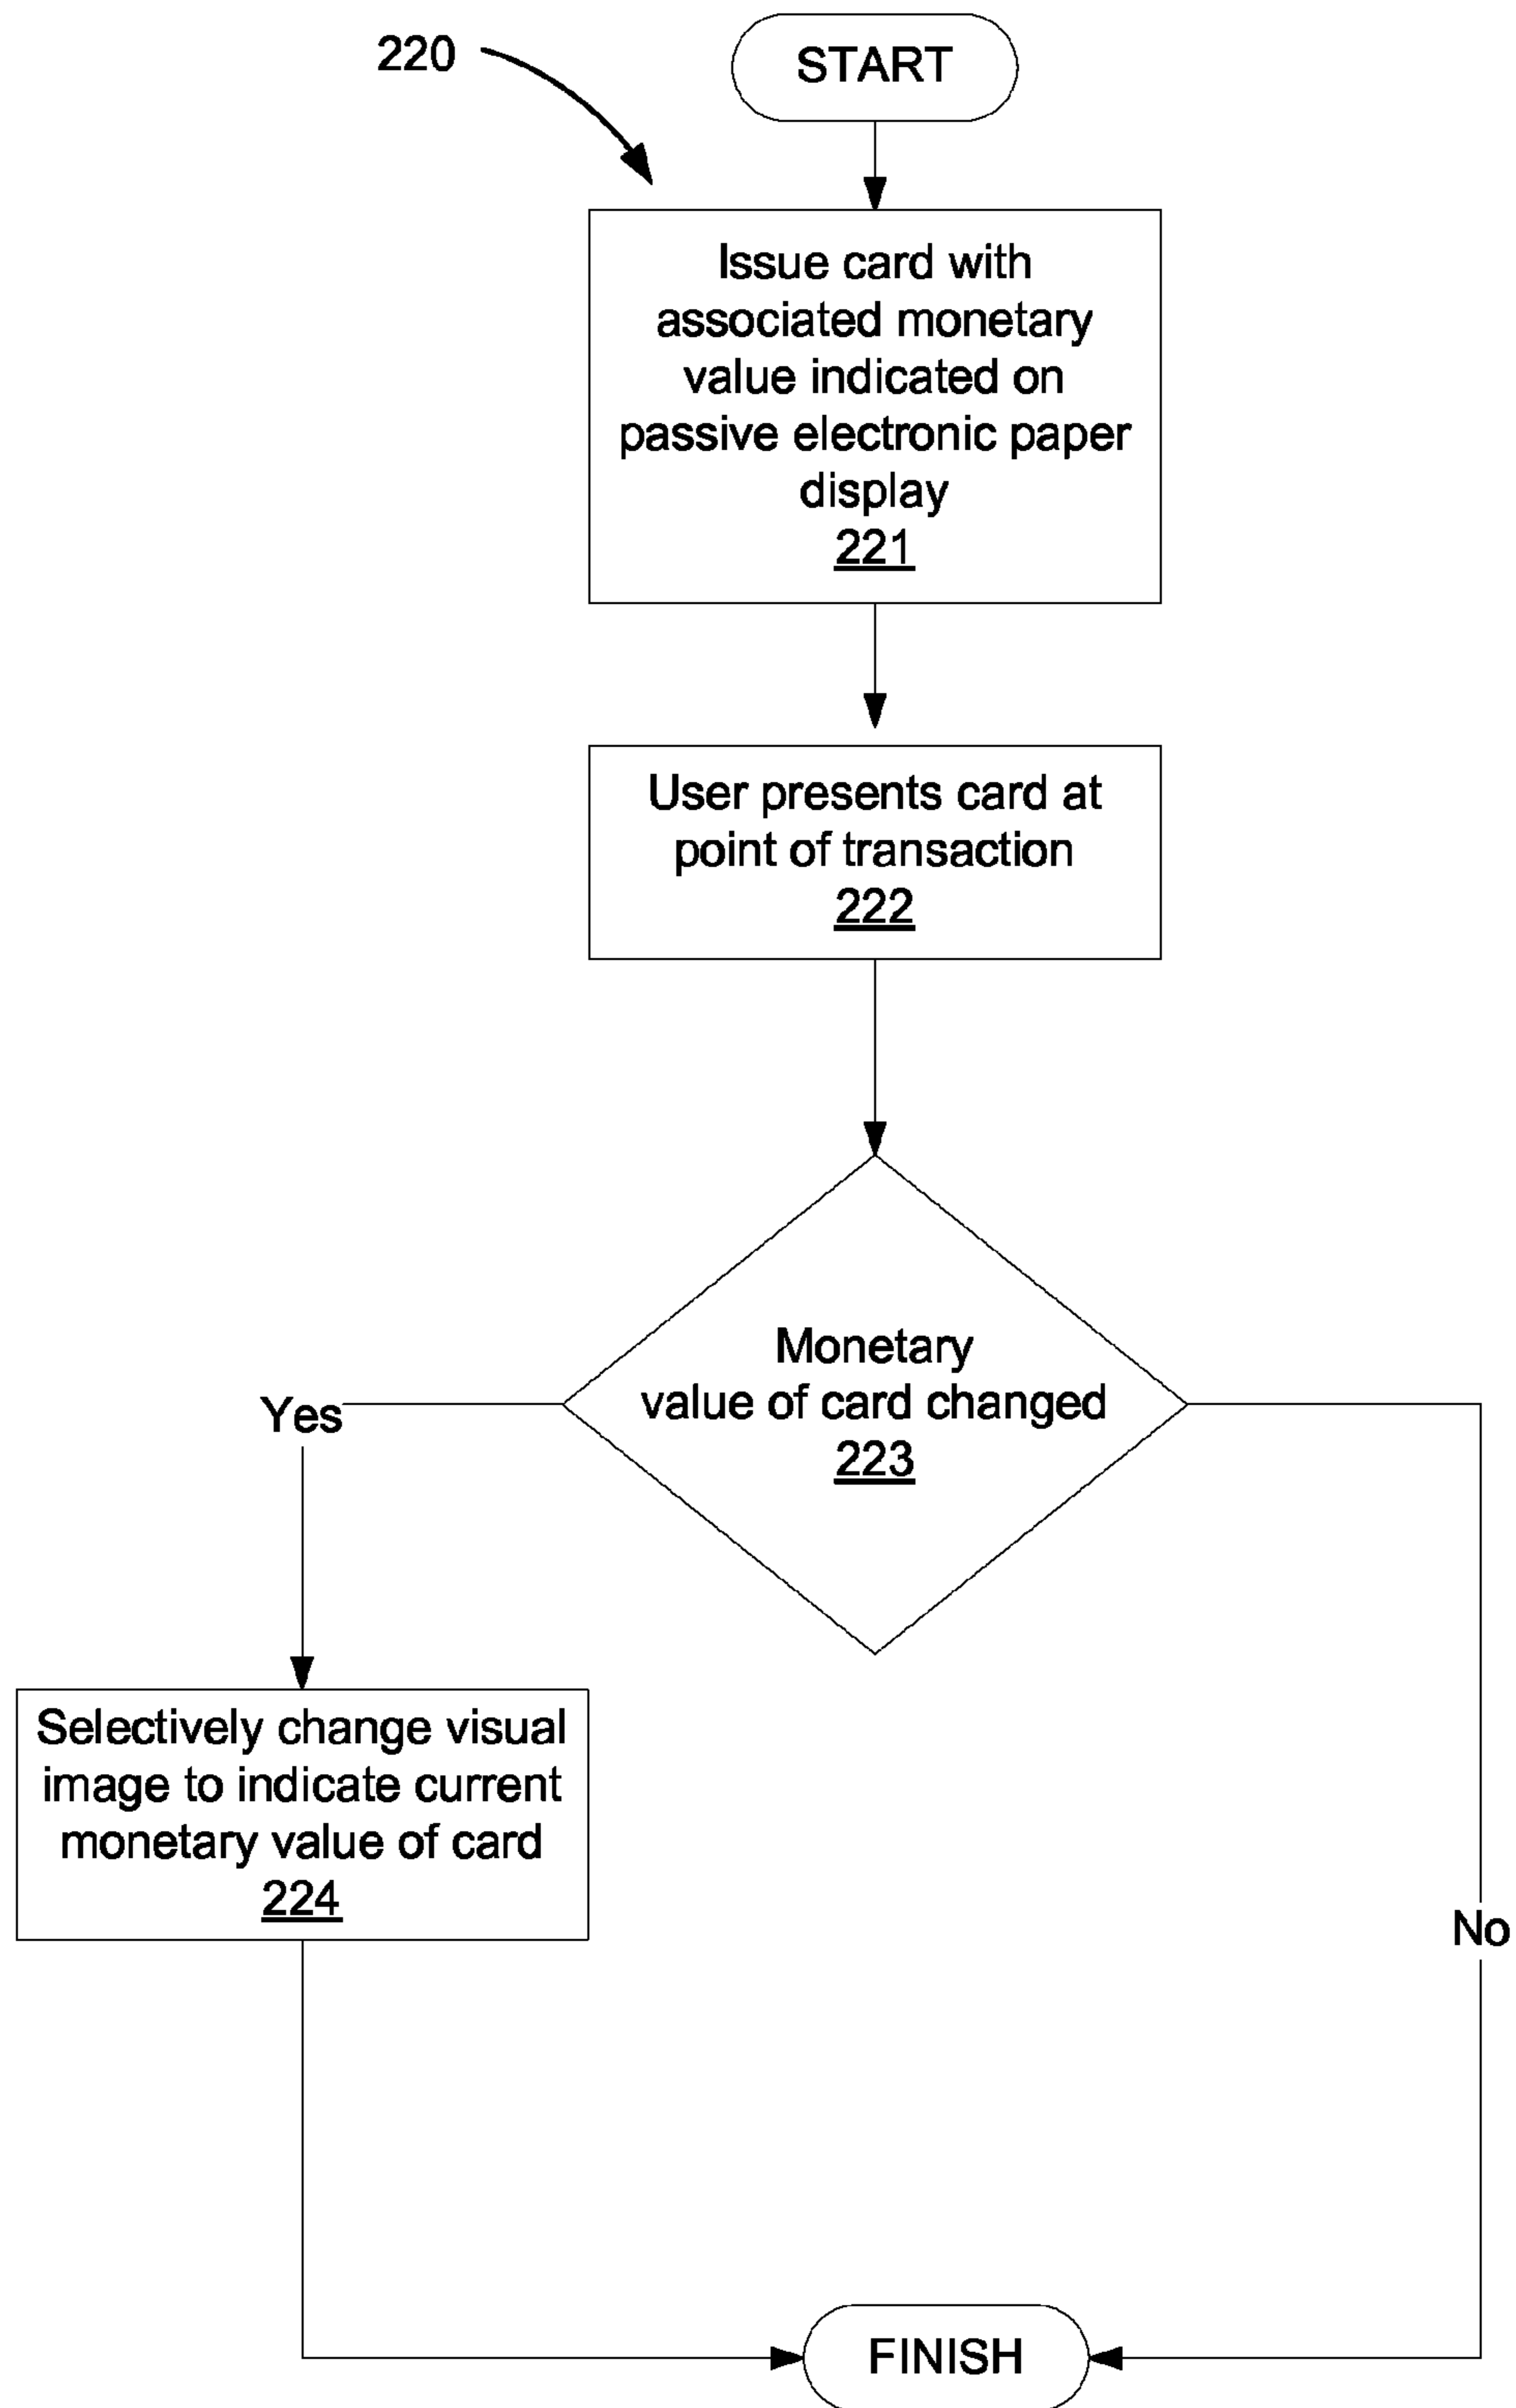 220
START
Issue card with
associated monetary
value indicated on
passive electronic paper
display
221
User presents card at
point of transaction
222
Monetary
value of card changed
223
Yes
Selectively change visual
image to indicate current
monetary value of card
224
No
FINISH